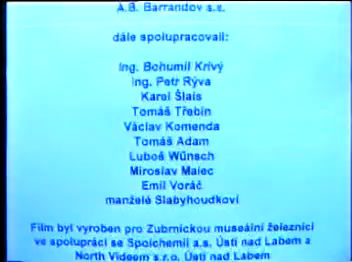 A.B. Barrandov a.s.
dále spolupracovali:
Ing. Bohumil Krivý
Ing. Petr Rýva
Karel Šlais
Tomáš Třebín
Václav Komenda
Tomáš Adam
Luboš Wünsch
Miroslav Malec
Emil Voráč
manželé Slabyhoudkovi
Film byl vyroben pro Zubrnickou museální železnici
ve spolupráci se Spolchemií a.s. Ústí nad Labem a
North Videem s.r.o. Ústí nad Labem